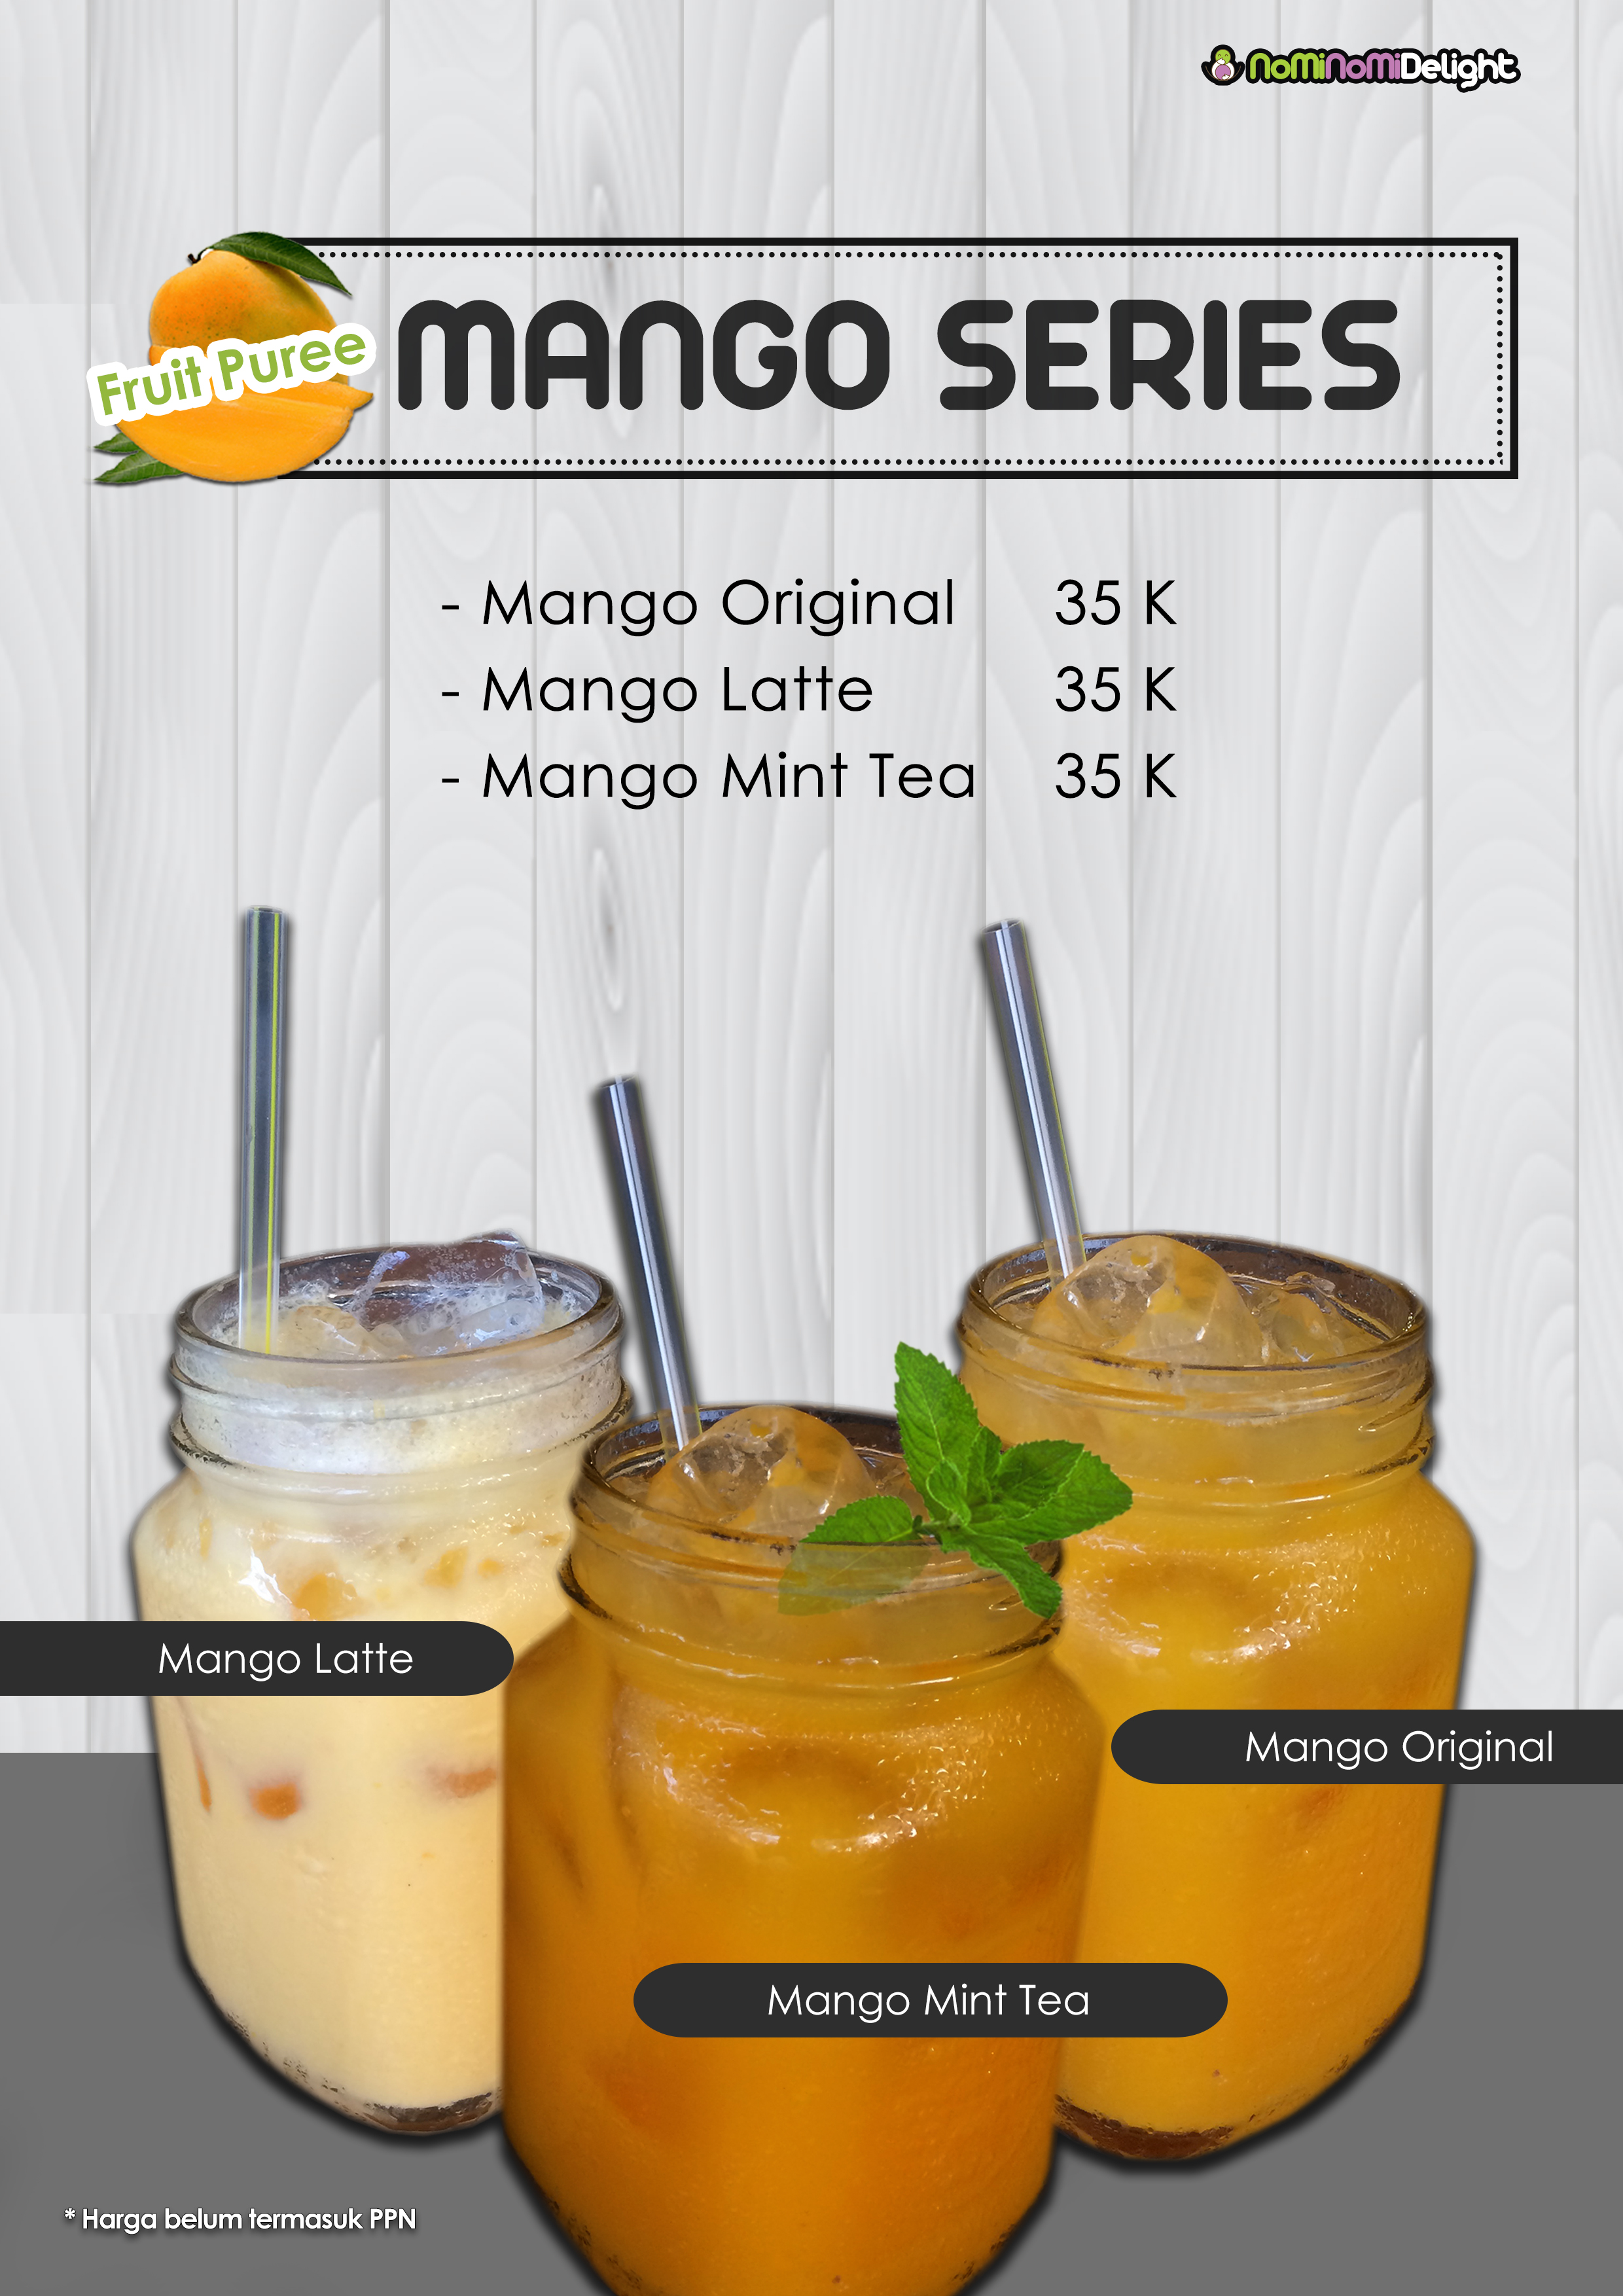 NomiNomiDelight
Fruit Puree
MANGO SERIES
- Mango Original 35 K
- Mango Latte 35 K
- Mango Mint Tea 35 K
Mango Latte
Mango Original
Mango Mint Tea
* Harga belum termasuk PPN